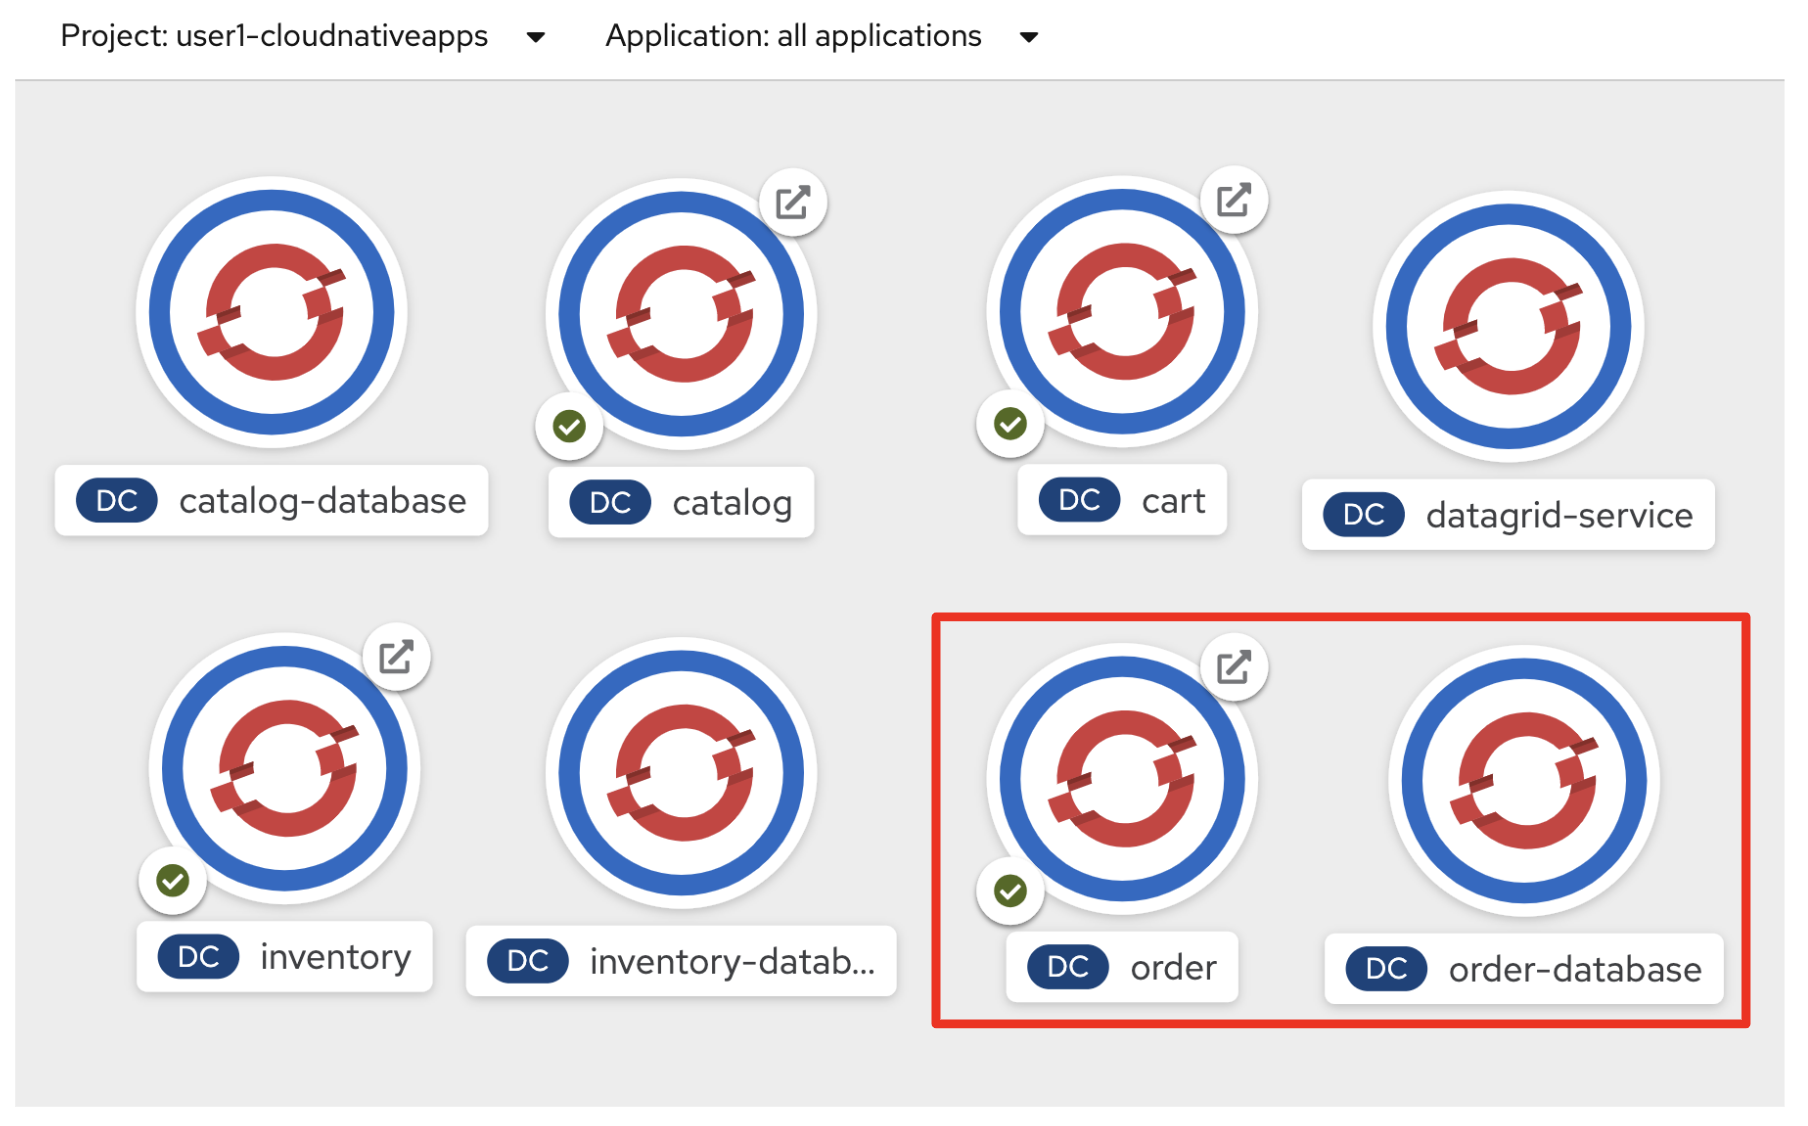 Project: user1-cloudnativeapps Application: all applications
DC catalog-database
DC catalog
DC cart
DC datagrid-service
DC inventory
DC inventory-datab...
DC order
DC order-database